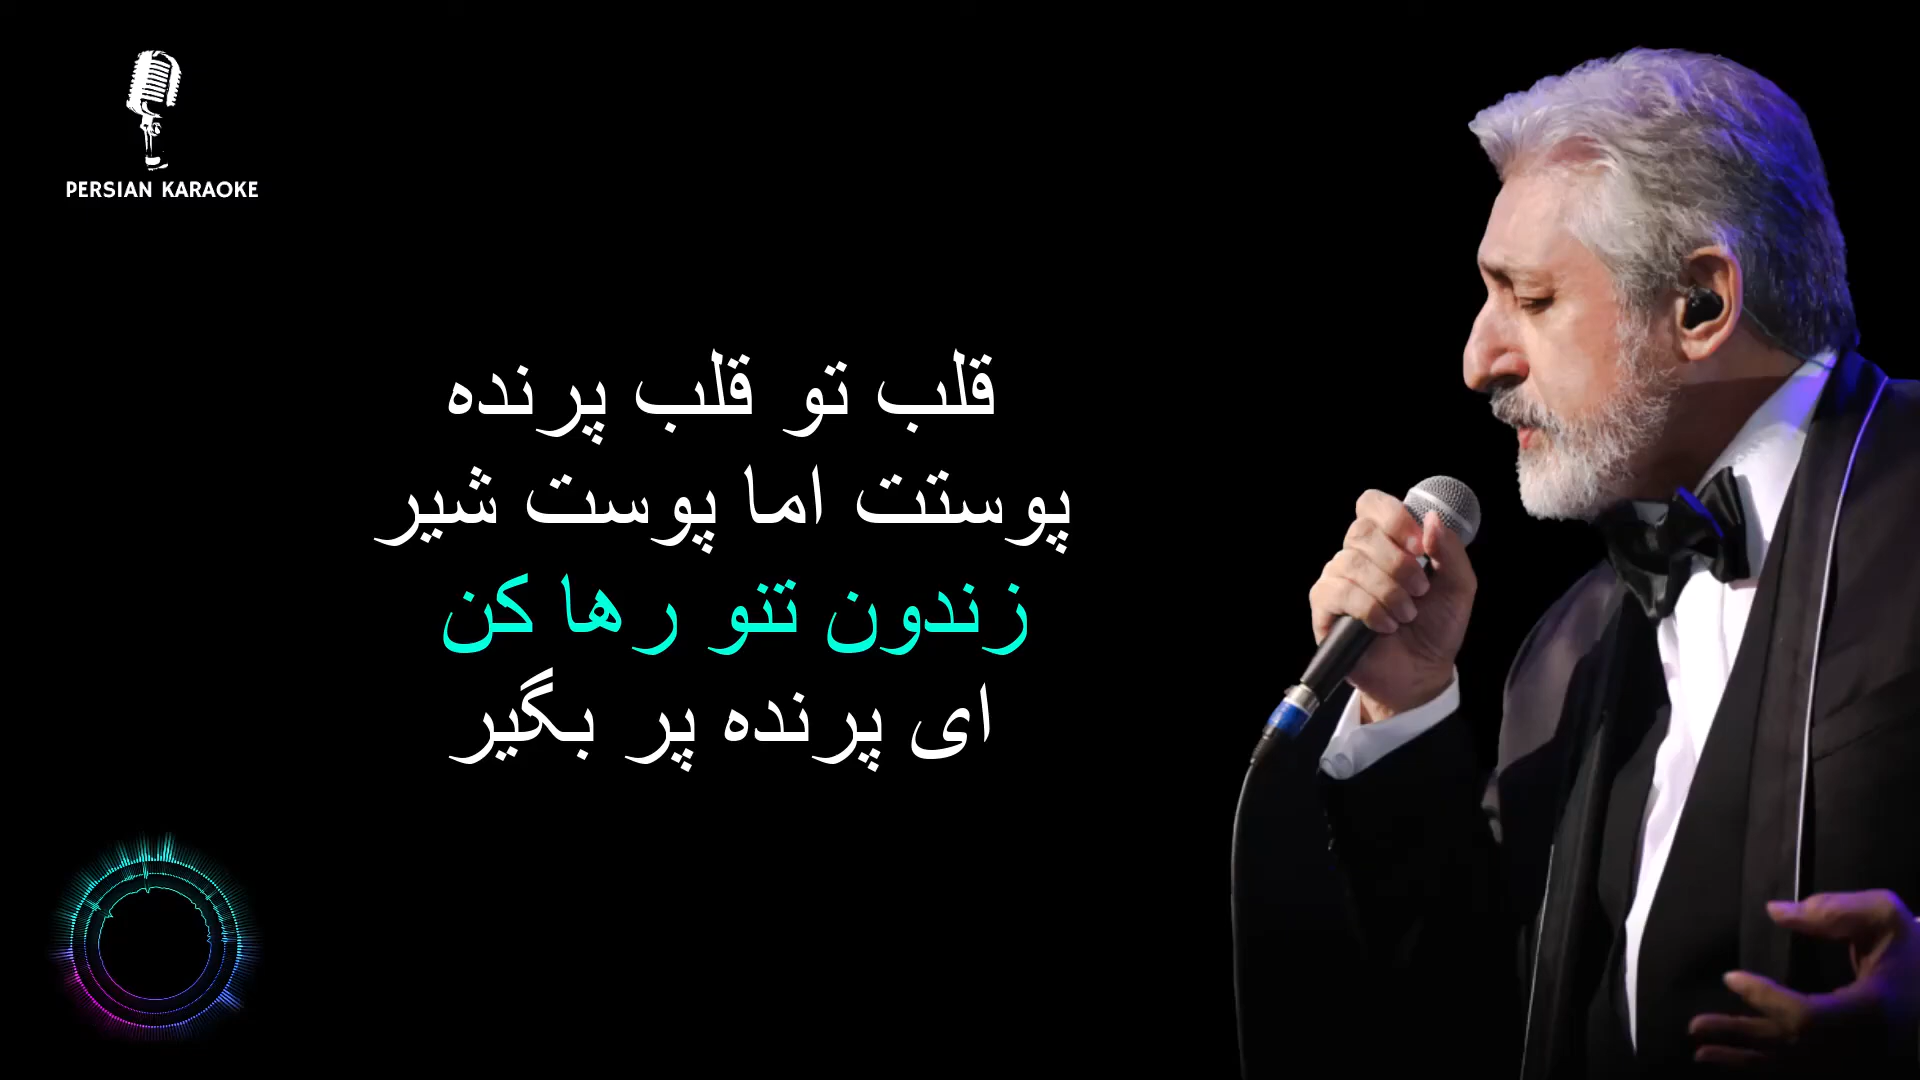 PERSIAN KARAOKE
قلب تو قلب پرنده
پوستت اما پوست شیر
زندون تنو رها کن
ای پرنده پر بگیر